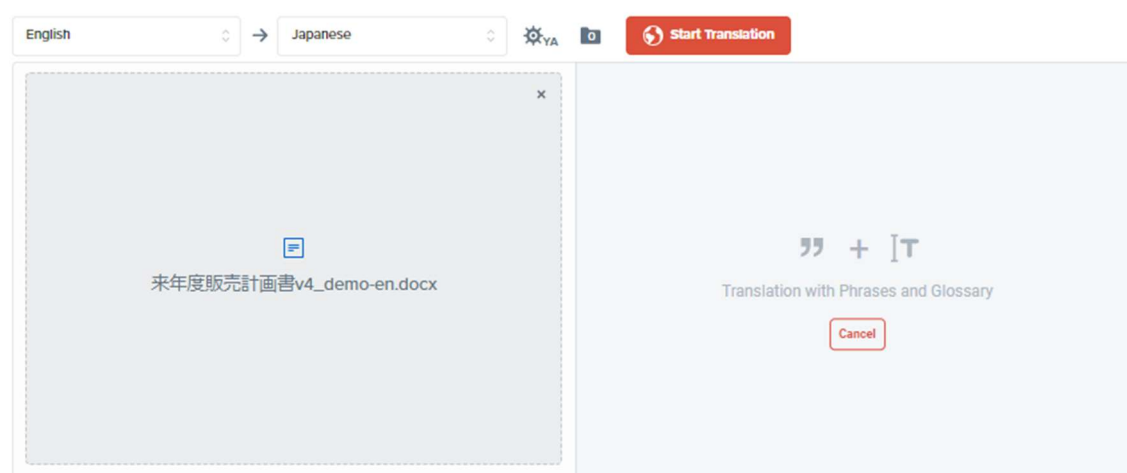 English
Japanese
YA
0
Start Translation
×
来年度販売計画書v4_demo-en.docx
Translation with Phrases and Glossary
Cancel